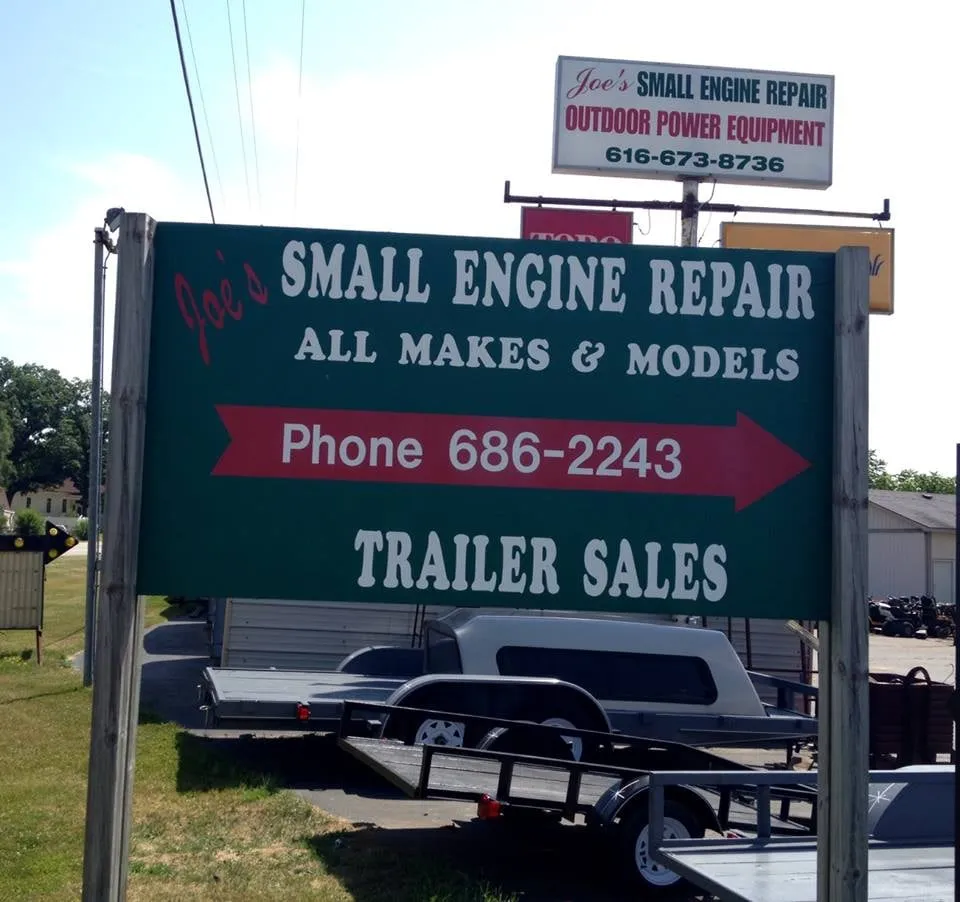 Joe's SMALL ENGINE REPAIR
OUTDOOR POWER EQUIPMENT
616-673-8736
TORO
Joe's SMALL ENGINE REPAIR
ALL MAKES & MODELS
Phone 686-2243
TRAILER SALES